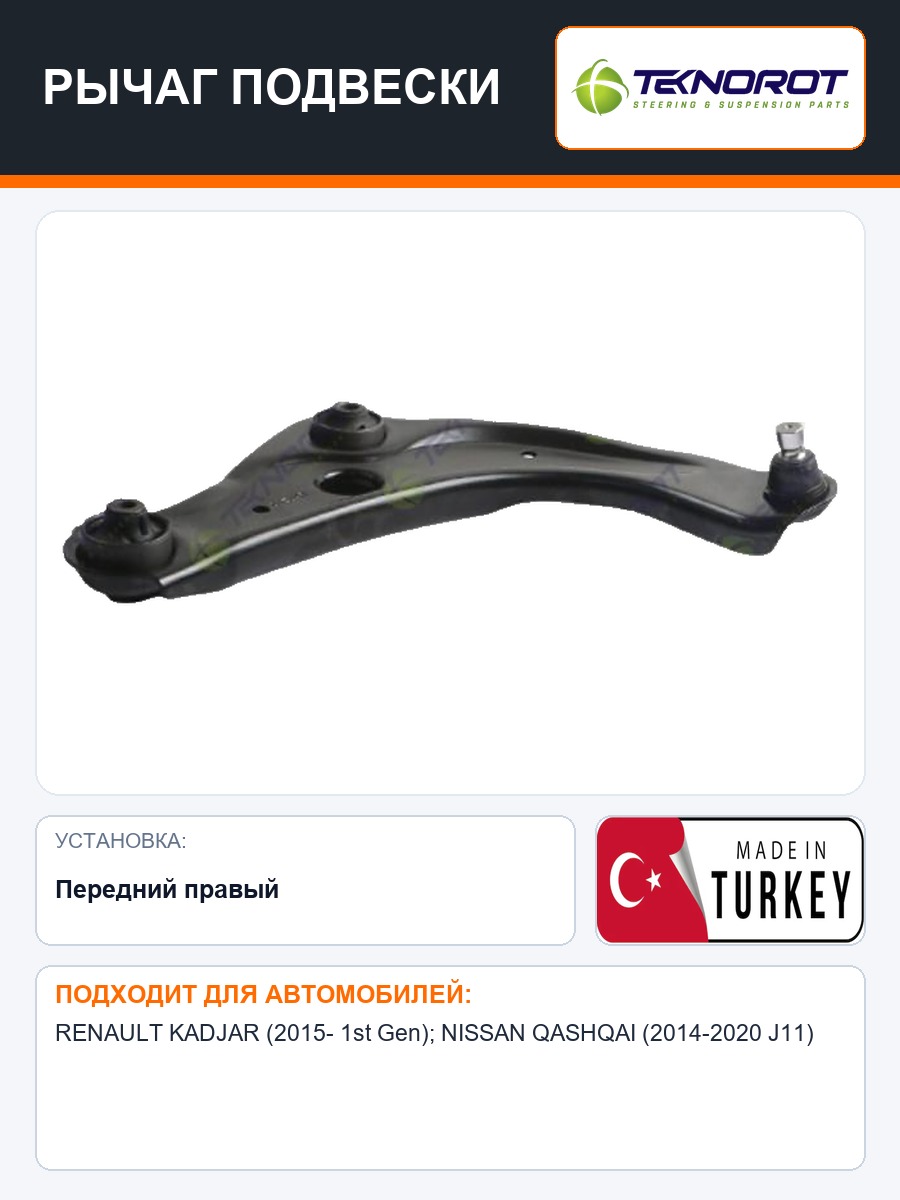 РЫЧАГ ПОДВЕСКИ
TEKNOROT
STEERING & SUSPENSION PARTS
УСТАНОВКА:
Передний правый
MADE IN
TURKEY
ПОДХОДИТ ДЛЯ АВТОМОБИЛЕЙ:
RENAULT KADJAR (2015- 1st Gen); NISSAN QASHQAI (2014-2020 J11)